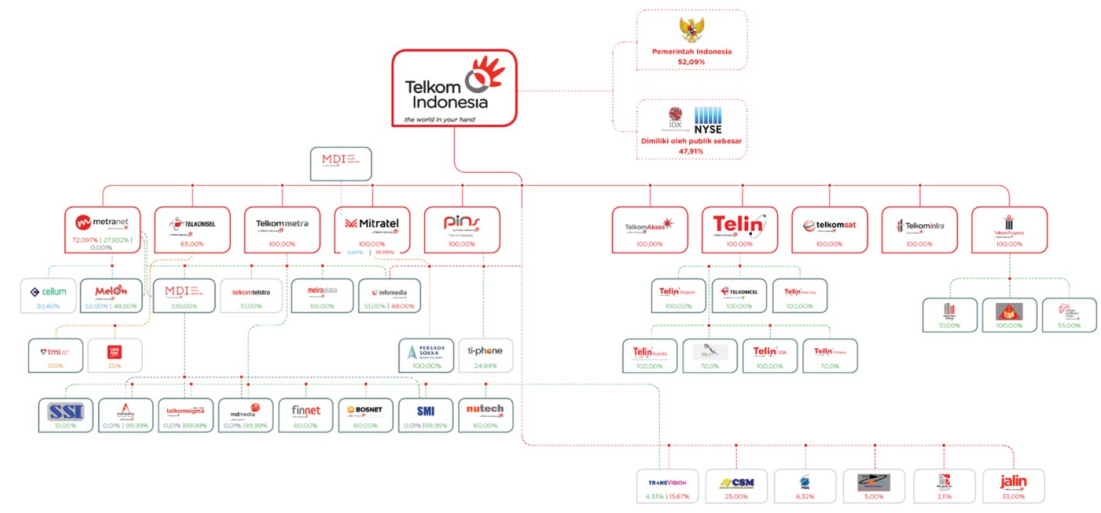 Pemerintah Indonesia
52,09%
Telkom
Indonesia
the world in your hand
IDX
NYSE
Dimiliki oleh publik sebesar
47,91%
MDI
metranet
72,097% | 27,902% |
0,001%
TELKOMSEL
65,00%
Telkommetra
100,00%
Mitratel
100,00%
pins
100,00%
TelkomAkses
100,00%
Telin
100,00%
telkomsat
100,00%
Telkominfra
100,00%
100,00%
cellum
30,40%
MelOn
52,00% | 48,00%
MDI
100,00%
telkomtelstra
51,00%
metraplasa
60,00%
infomedia
51,00% | 49,00%
Telin
100,00%
TELKOMCEL
100,00%
Telin
100,00%
51,00%
100,00%
55,00%
tmi
100%
25%
PERSADA
SOKKA
100,00%
ti-phone
24,94%
Telin
100,00%
70,0%
Telin USA
100,00%
Telin
70,0%
SSI
51,00%
0,01% | 99,99%
telkomsigma
0,01% |99,99%
mdmedia
0,01% |99,99%
finnet
60,00%
BOSNET
60,00%
SMI
0,01% |99,99%
nutech
60,00%
TRANSVISION
4,33% | 15,67%
CSM
25,00%
6,32%
5,00%
2,11%
jalin
33,00%